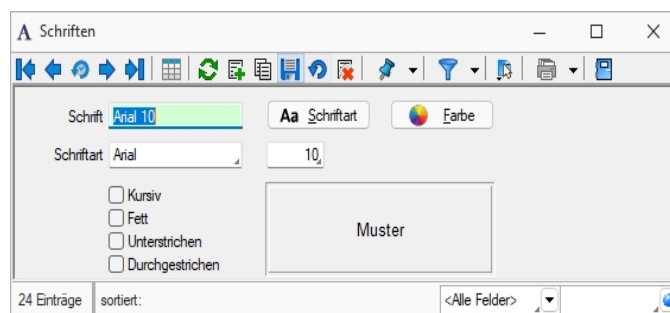 A Schriften
Schrift Arial 10 Aa Schriftart Farbe
Schriftart Arial 10
Kursiv
Fett
Unterstrichen
Durchgestrichen
Muster
24 Einträge sortiert: <Alle Felder>